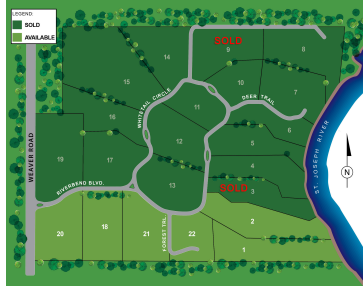 LEGEND:
SOLD
AVAILABLE
SOLD
14
9
8
15
10
7
WHITETAIL CIRCLE
DEER TRAIL
11
16
6
WEAVER ROAD
12
5
ST. JOSEPH RIVER
19
17
4
N
RIVERBEND BLVD.
13
SOLD
3
20
18
21
FOREST TRL.
22
2
1